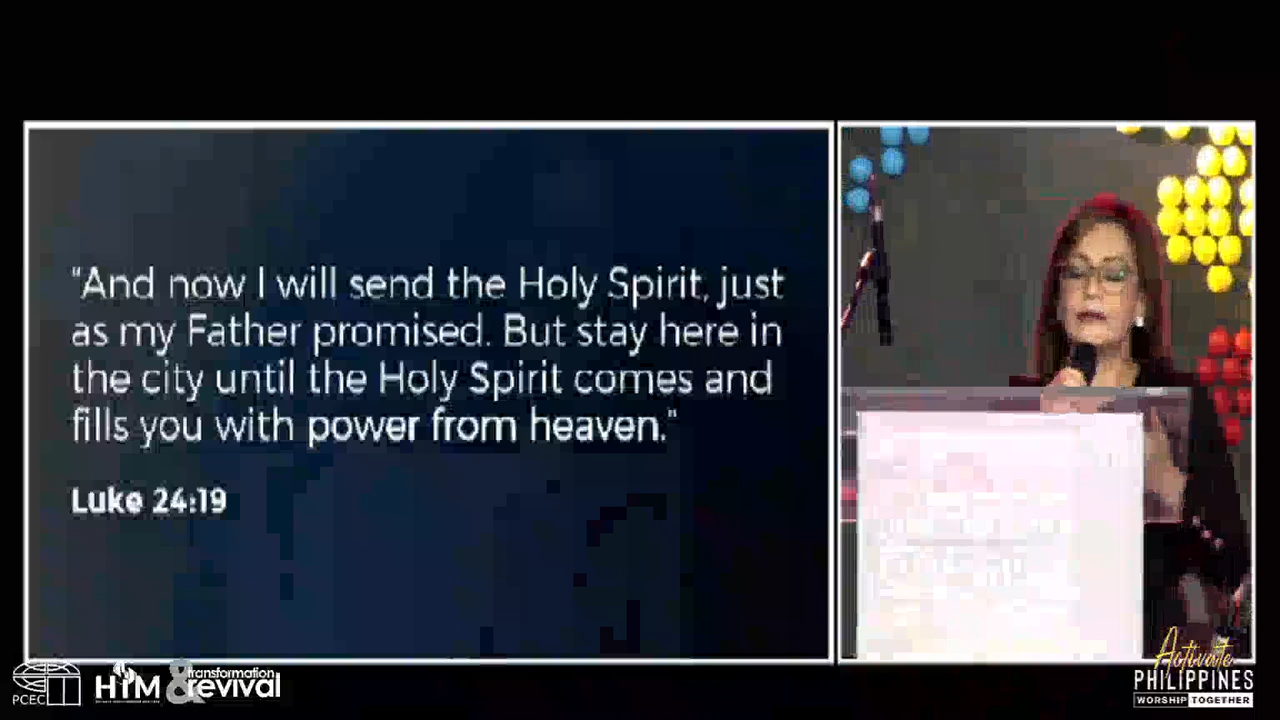 "And now I will send the Holy Spirit, just
as my Father promised. But stay here in
the city until the Holy Spirit comes and
fills you with power from heaven."
Luke 24:19
PCEC
HIM & transformation
revival
Activate
PHILIPPINES
WORSHIP TOGETHER